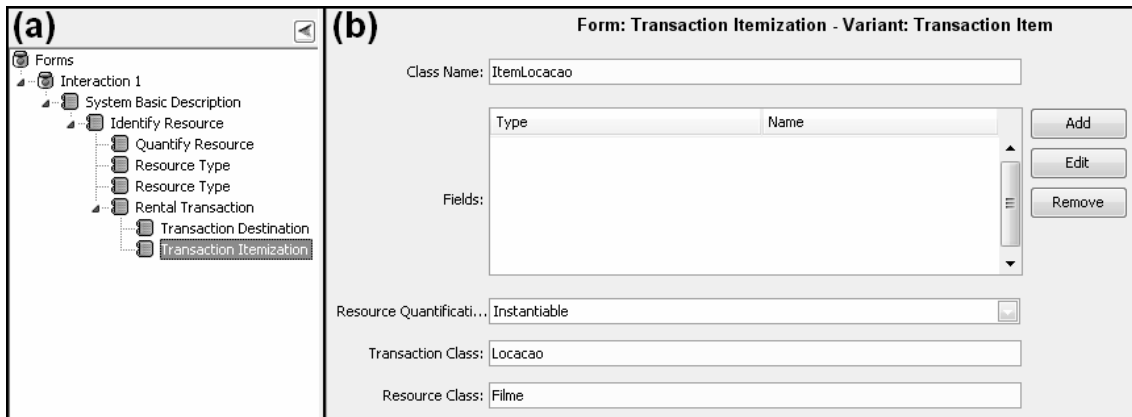 (a)
Forms
Interaction 1
System Basic Description
Identify Resource
Quantify Resource
Resource Type
Resource Type
Rental Transaction
Transaction Destination
Transaction Itemization
(b)
Form: Transaction Itemization - Variant: Transaction Item
Class Name: ItemLocacao
Type Name
Fields:
Add
Edit
Remove
Resource Quantificati... Instantiable
Transaction Class: Locacao
Resource Class: Filme